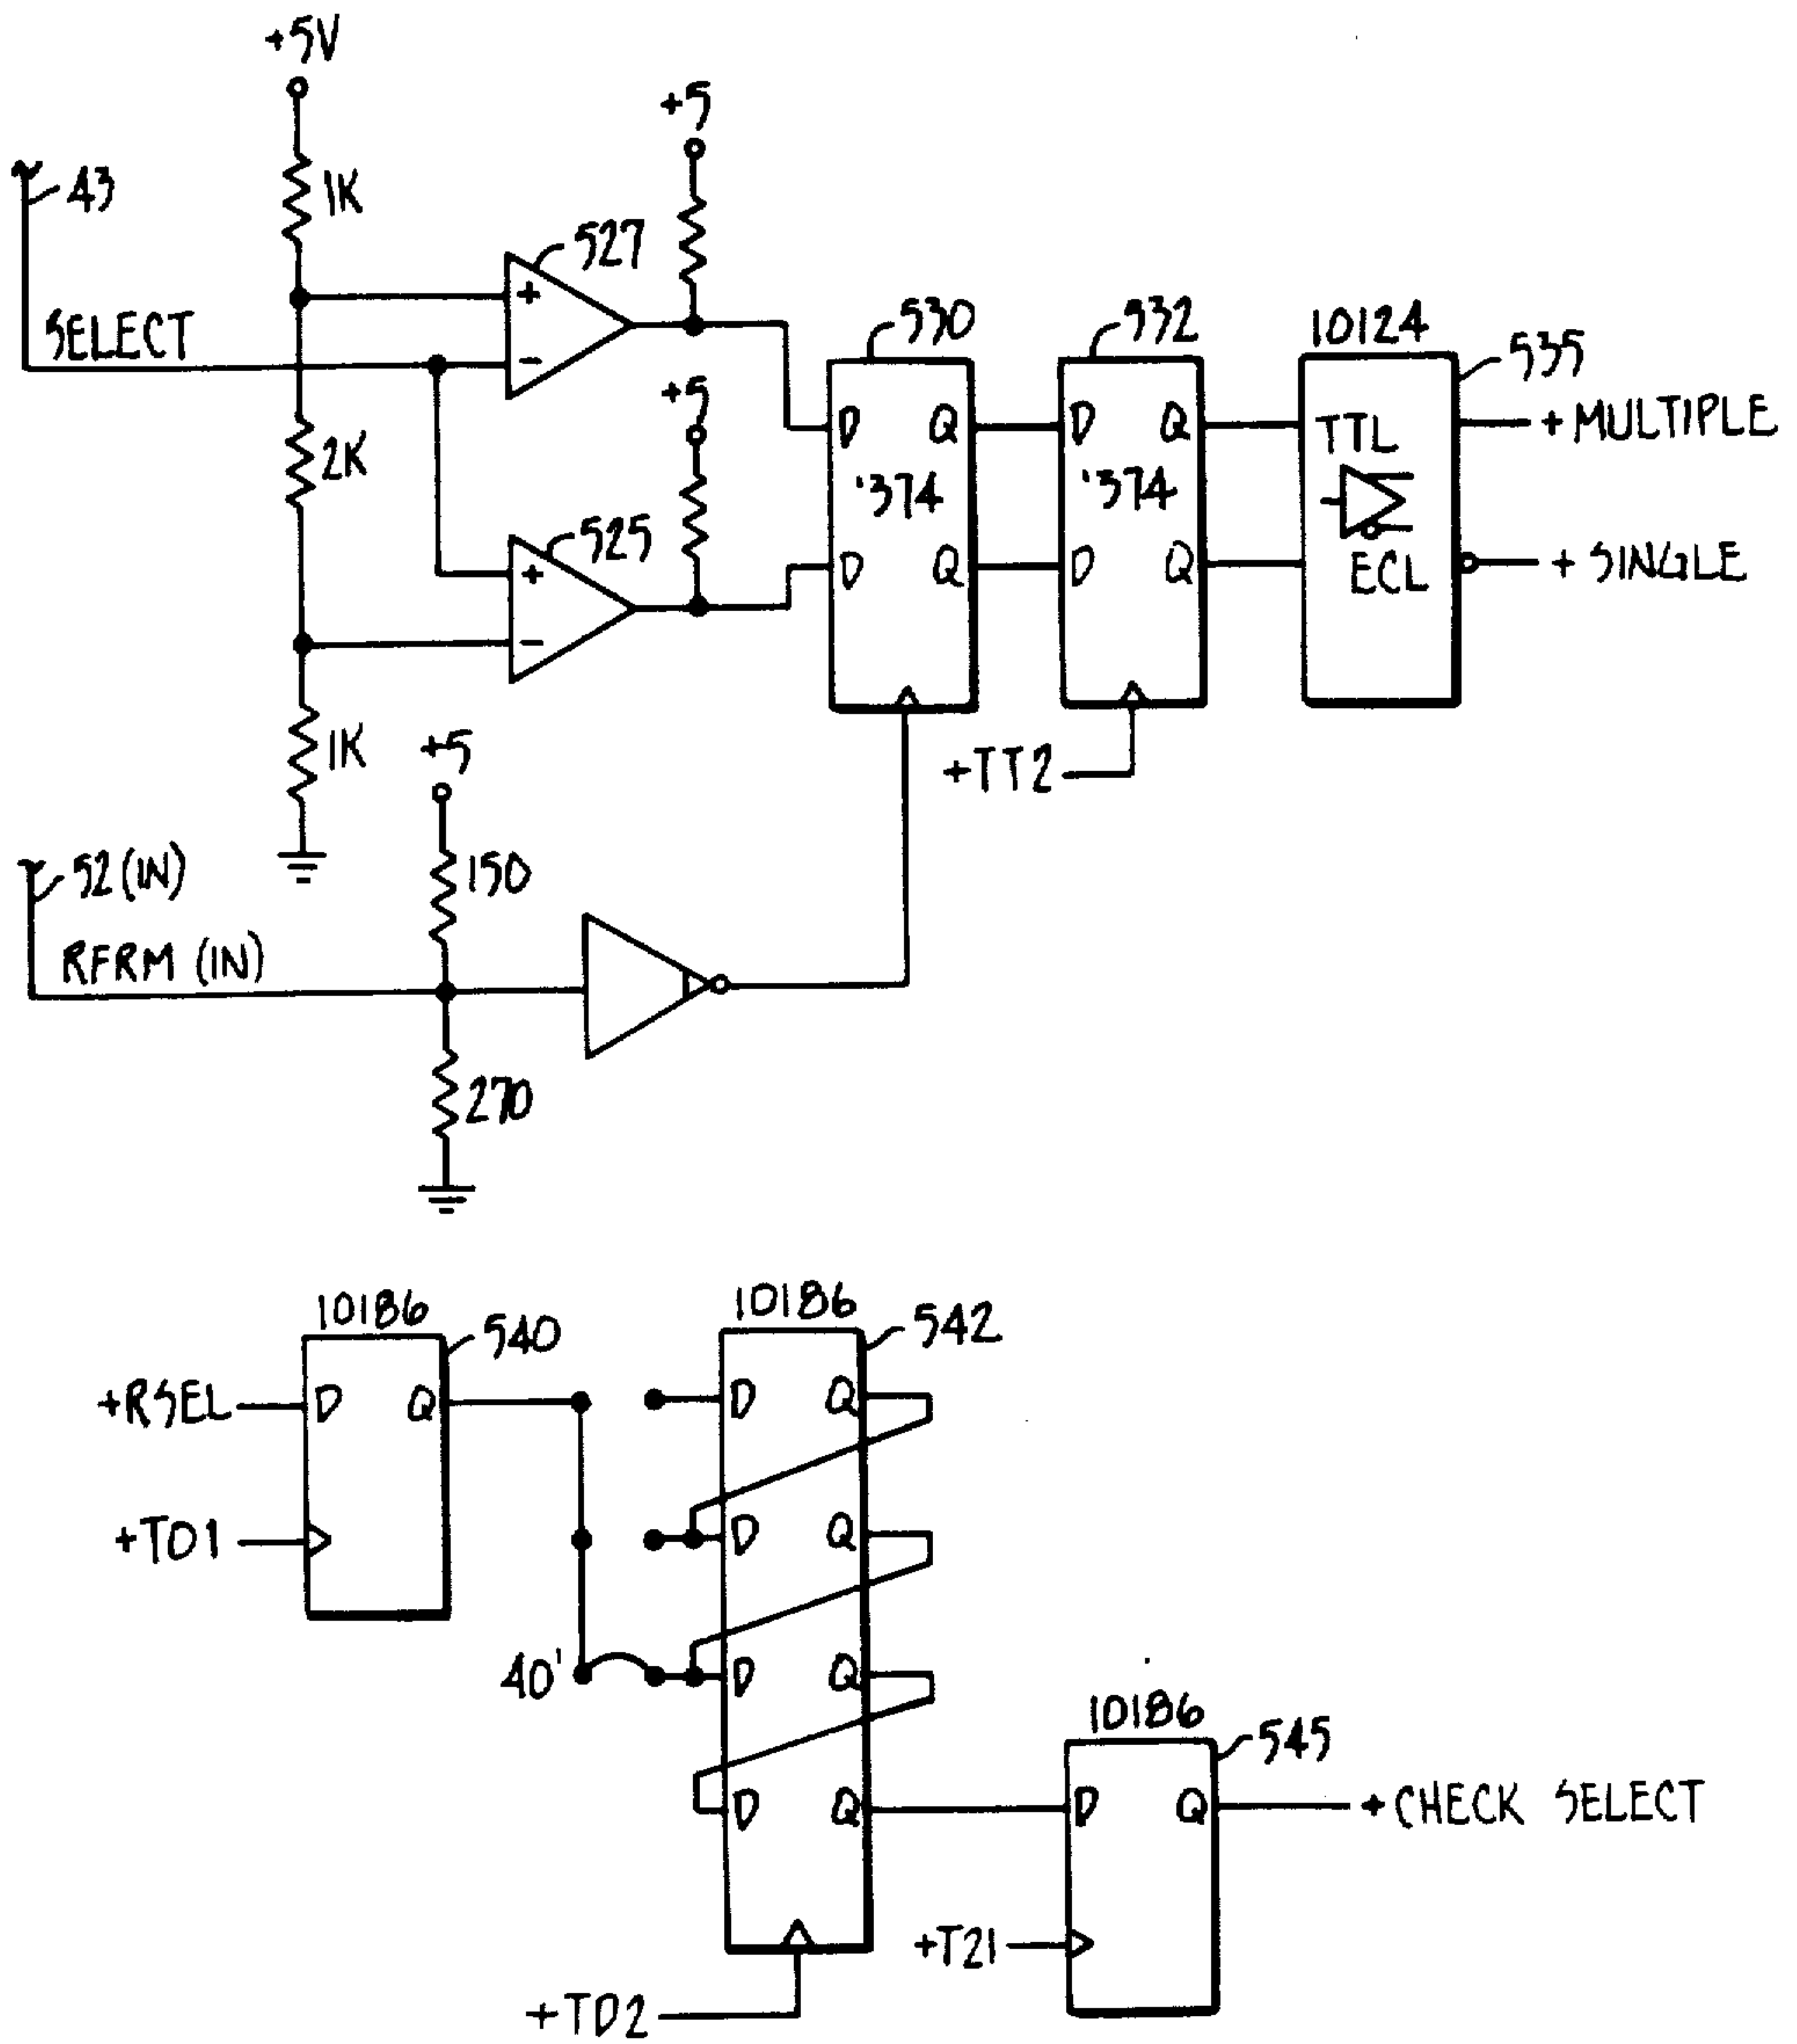 +5V
+5
43
1K
527
+
SELECT
−
530
532
10124
535
+5
D Q
D Q
TTL
+ MULTIPLE
2K
'374
'374
525
+
D Q
D Q
ECL
+ SINGLE
−
1K
+5
+TT2
52 (IN)
150
RFRM (IN)
270
10186
540
10186
542
+RSEL
D Q
D Q
+T01
D Q
40'
D Q
10186
545
D Q
D Q
+ CHECK SELECT
+T21
+TD2